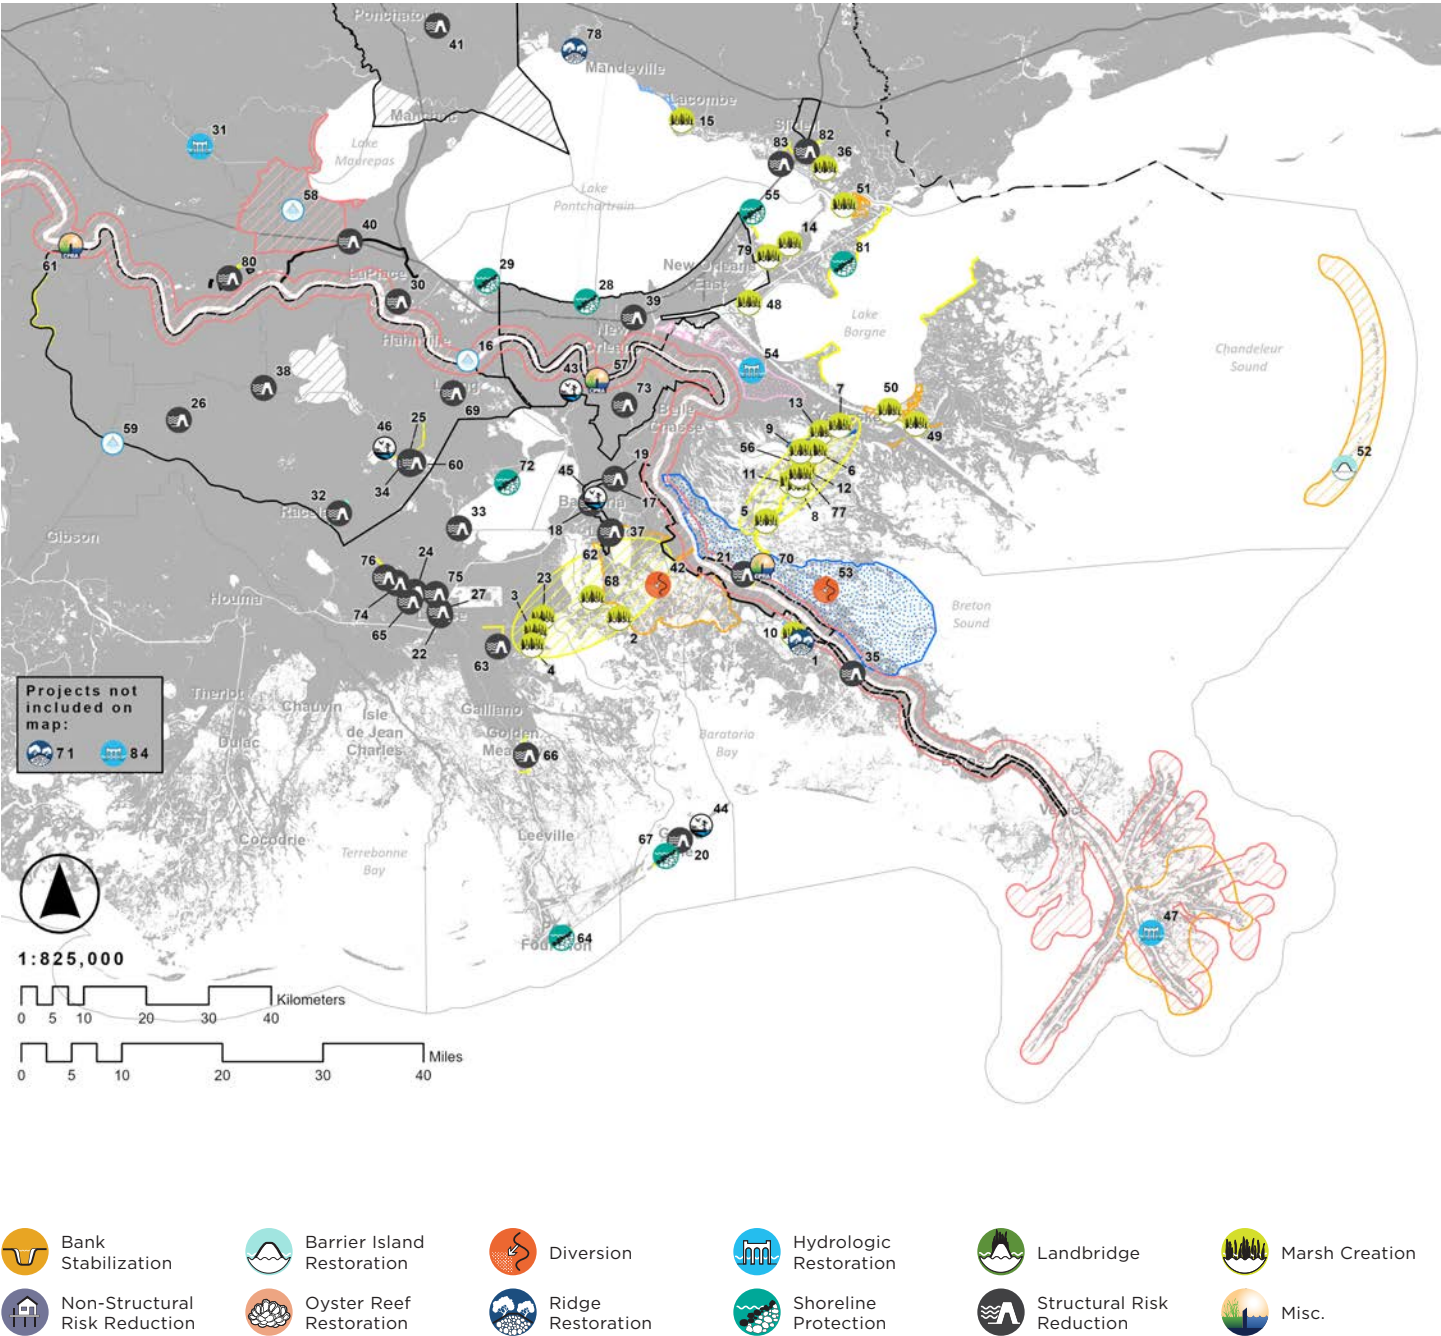 Ponchatoula
41
78
Mandeville
Lacombe
15
Manchac
31
Lake
Maurepas
Slidell
82
83
36
58
Lake
Pontchartrain
55
51
40
14
79
81
61
80
LaPlace
29
New Orleans
East
30
28
39
48
New
Orleans
Lake
Borgne
Hahnville
16
Chandeleur
Sound
43
57
54
38
Luling
73
7
50
69
Belle
Chasse
13
26
25
9
49
46
56
59
60
19
6
52
72
45
11
12
34
32
Raceland
17
77
33
18
5
8
Gibson
37
24
62
21
70
76
75
23
42
53
68
27
Houma
3
74
65
10
Breton
Sound
22
2
1
63
4
35
Projects not
included on
map:
71
84
Theriot
Chauvin
Galliano
Isle
de Jean
Charles
Golden
Meadow
Dulac
Barataria
Bay
66
44
Venice
Cocodrie
Leeville
67
20
Terrebonne
Bay
47
64
1:825,000
Kilometers
0 5 10 20 30 40
Miles
0 5 10 20 30 40
Bank
Stabilization
Barrier Island
Restoration
Diversion
Hydrologic
Restoration
Landbridge
Marsh Creation
Non-Structural
Risk Reduction
Oyster Reef
Restoration
Ridge
Restoration
Shoreline
Protection
Structural Risk
Reduction
Misc.